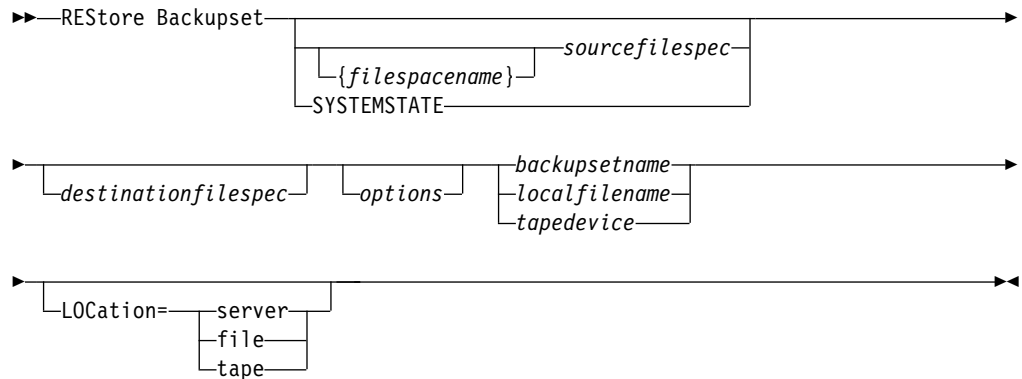 REStore Backupset
sourcefilespec
{filespacename}
SYSTEMSTATE
backupsetname
destinationfilespec
options
localfilename
tapedevice
LOCation=
server
file
tape